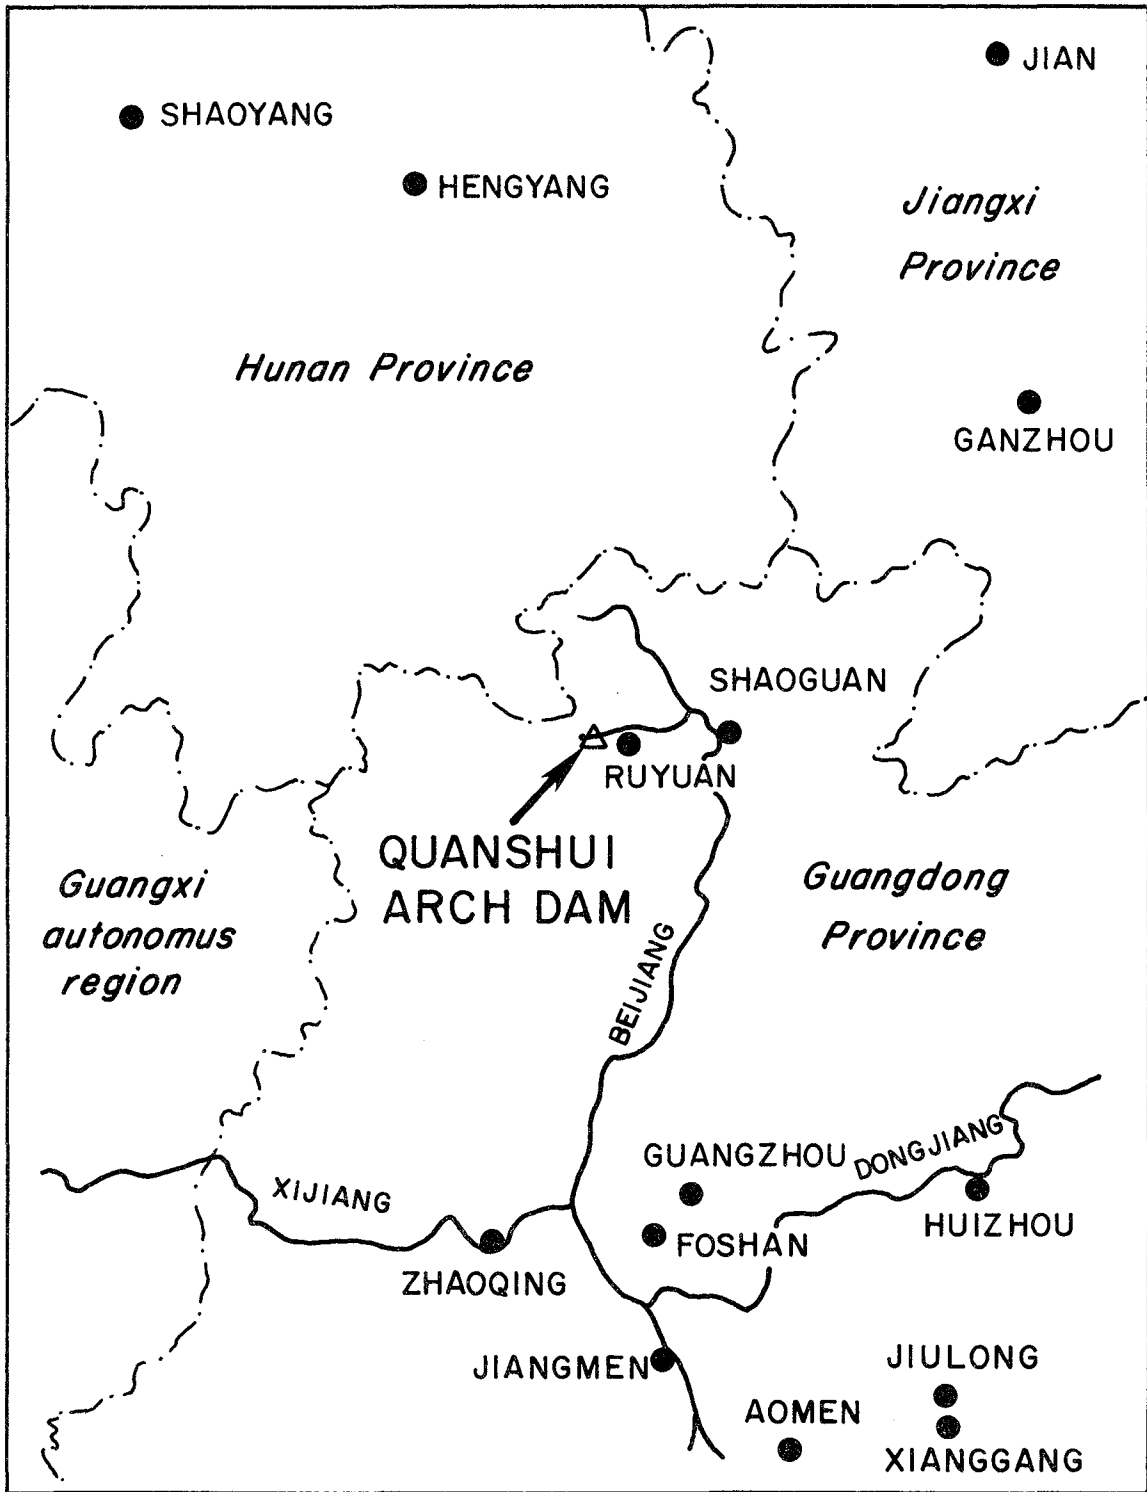 JIAN
SHAOYANG
HENGYANG
Jiangxi
Province
Hunan Province
GANZHOU
SHAOGUAN
RUYUAN
QUANSHUI
ARCH DAM
Guangxi
autonomus
region
Guangdong
Province
BEIJIANG
GUANGZHOU
DONGJIANG
XIJIANG
HUIZHOU
FOSHAN
ZHAOQING
JIANGMEN
JIULONG
AOMEN
XIANGGANG